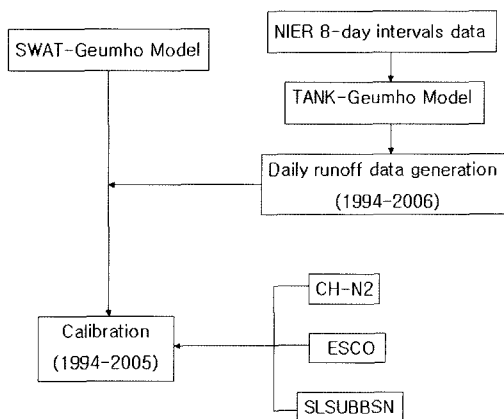 NIER 8-day intervals data
SWAT-Geumho Model
TANK-Geumho Model
Daily runoff data generation
(1994-2006)
CH-N2
Calibration
(1994-2005)
ESCO
SLSUBBSN